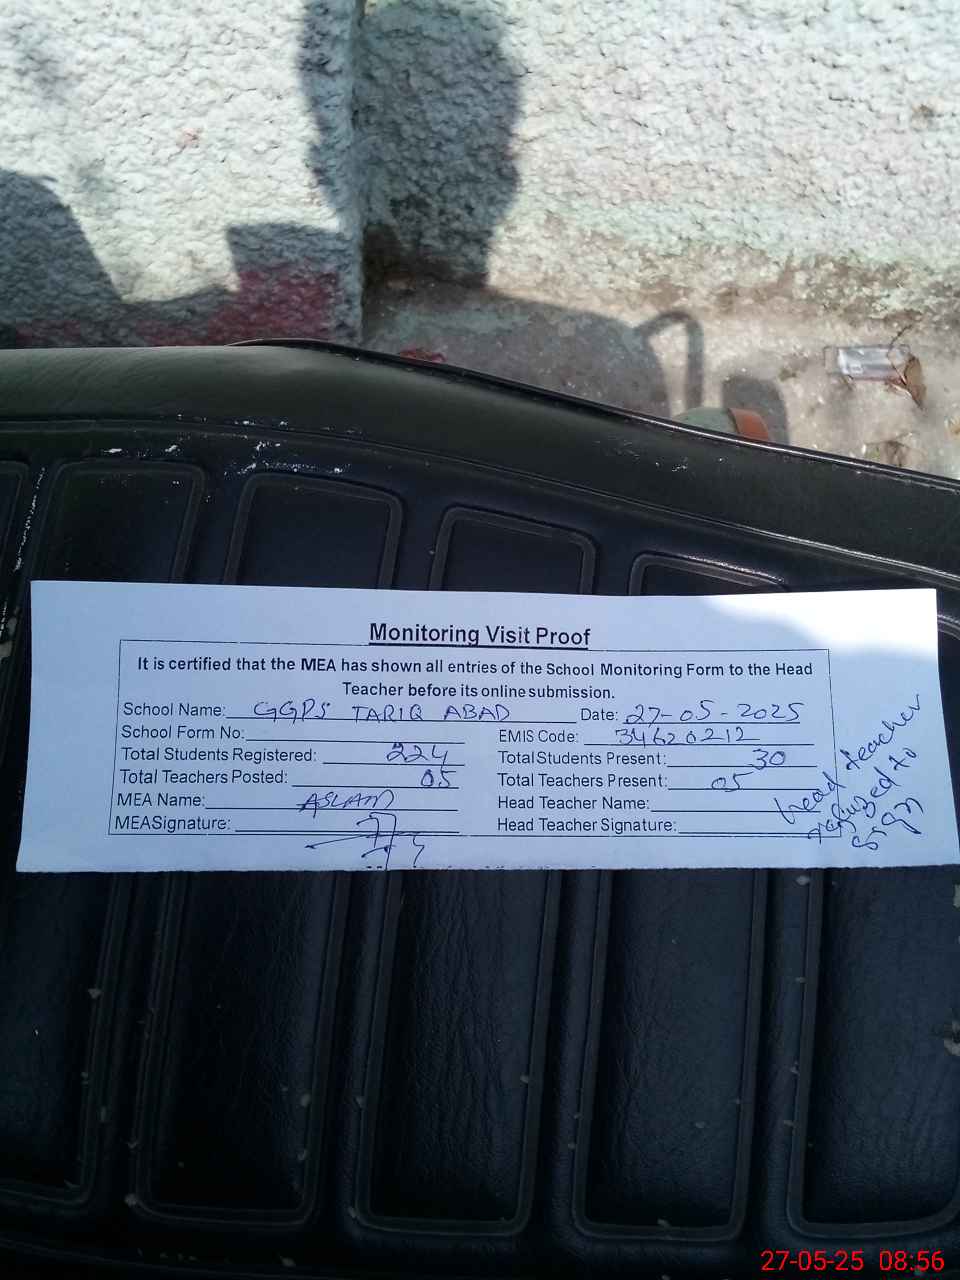 Monitoring Visit Proof
It is certified that the MEA has shown all entries of the School Monitoring Form to the Head
Teacher before its online submission.
School Name: GGPS TARIQ ABAD Date: 27-05-2025
School Form No: EMIS Code: 34620212
Total Students Registered: 224 Total Students Present: 30
Total Teachers Posted: 05 Total Teachers Present: 05
MEA Name: ASLAM Head Teacher Name:
MEA Signature: Head Teacher Signature:
head teacher
refuzed to
sign
27-05-25 08:56